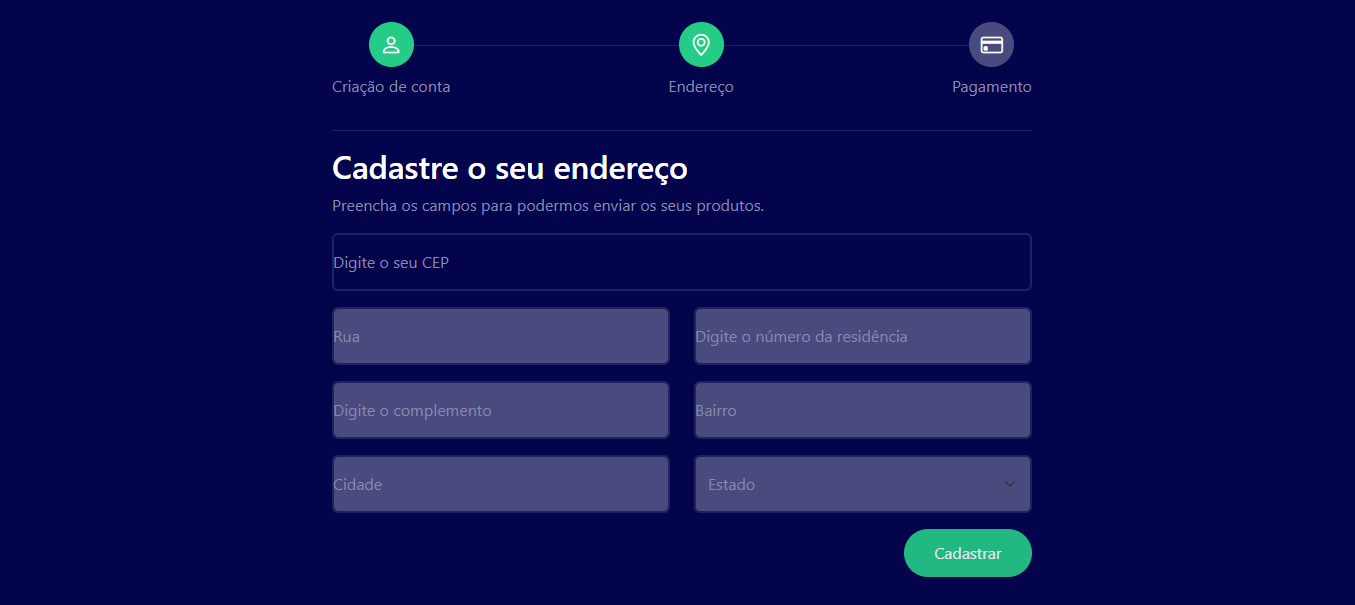 Criação de conta
Endereço
Pagamento
Cadastre o seu endereço
Preencha os campos para podermos enviar os seus produtos.
Digite o seu CEP
Rua
Digite o número da residência
Digite o complemento
Bairro
Cidade
Estado
Cadastrar